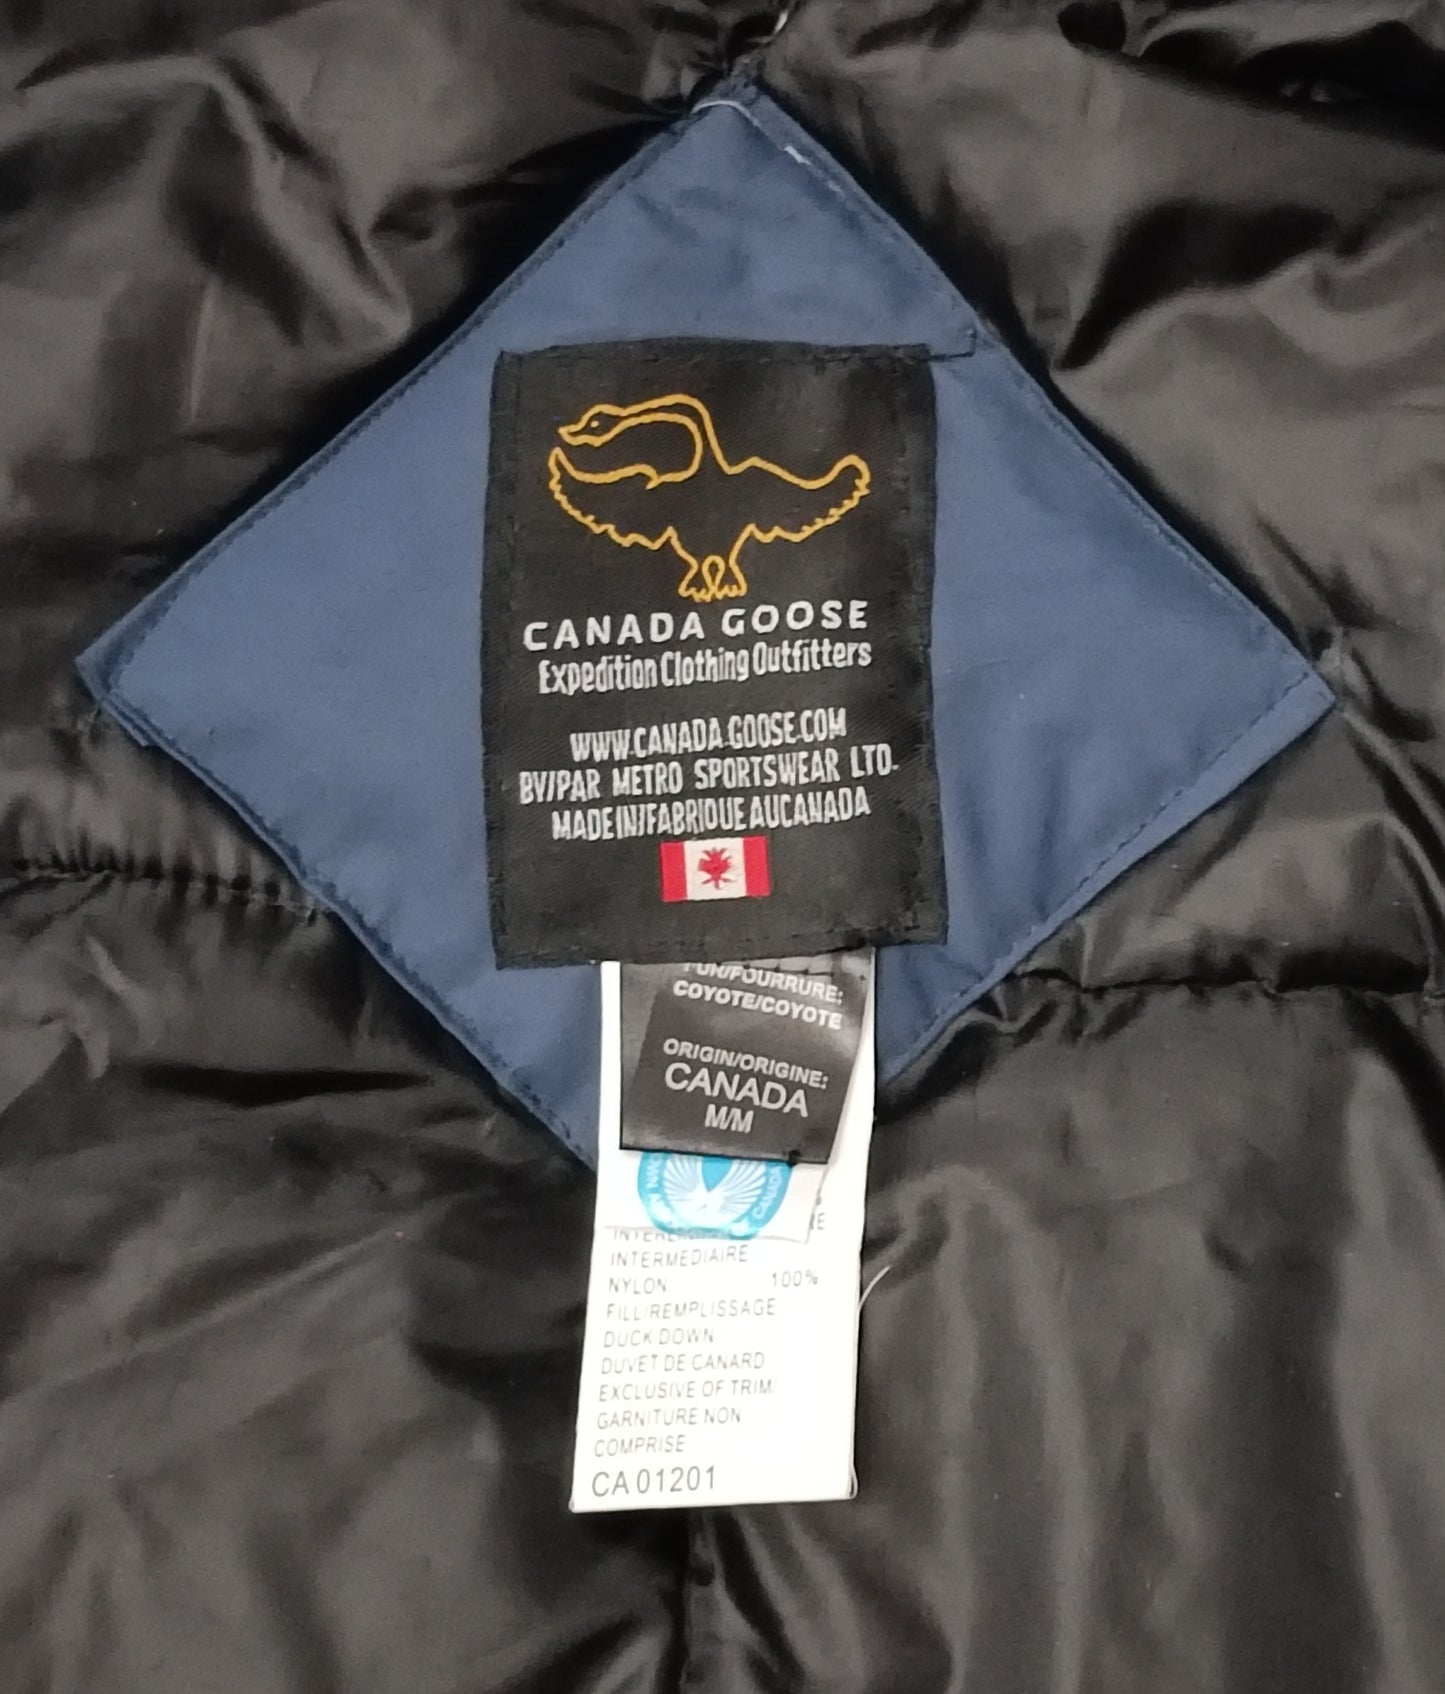 CANADA GOOSE
Expedition Clothing Outfitters
WWW.CANADA.GOOSE.COM
BY/PAR METRO SPORTSWEAR LTD.
MADE IN/FABRIQUE AU CANADA
FUR/FOURRURE:
COYOTE/COYOTE
ORIGIN/ORIGINE:
CANADA
M/M
CANADA
INTERMEDIAIRE
NYLON 100%
FILL/REMPLISSAGE
DUCK DOWN
DUVET DE CANARD
EXCLUSIVE OF TRIM
GARNITURE NON
COMPRISE
CA 01201